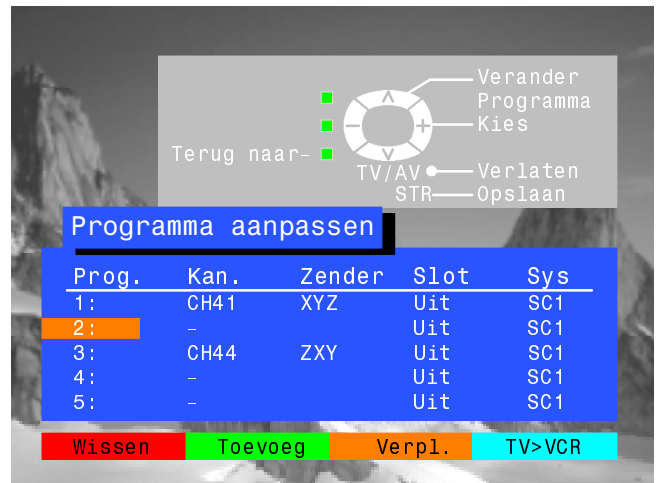 Verander
Programma
Kies
Terug naar-
TV/AV Verlaten
STR Opslaan
Programma aanpassen
Prog. Kan. Zender Slot Sys
1: CH41 XYZ Uit SC1
2: - Uit SC1
3: CH44 ZXY Uit SC1
4: - Uit SC1
5: - Uit SC1
Wissen Toevoeg Verpl. TV>VCR